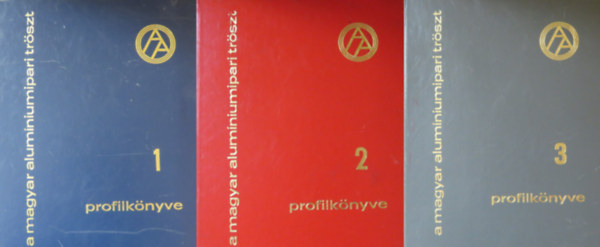 a magyar alumíniumipari tröszt
1
profilkönyve
a magyar alumíniumipari tröszt
2
profilkönyve
a magyar alumíniumipari tröszt
3
profilkönyve